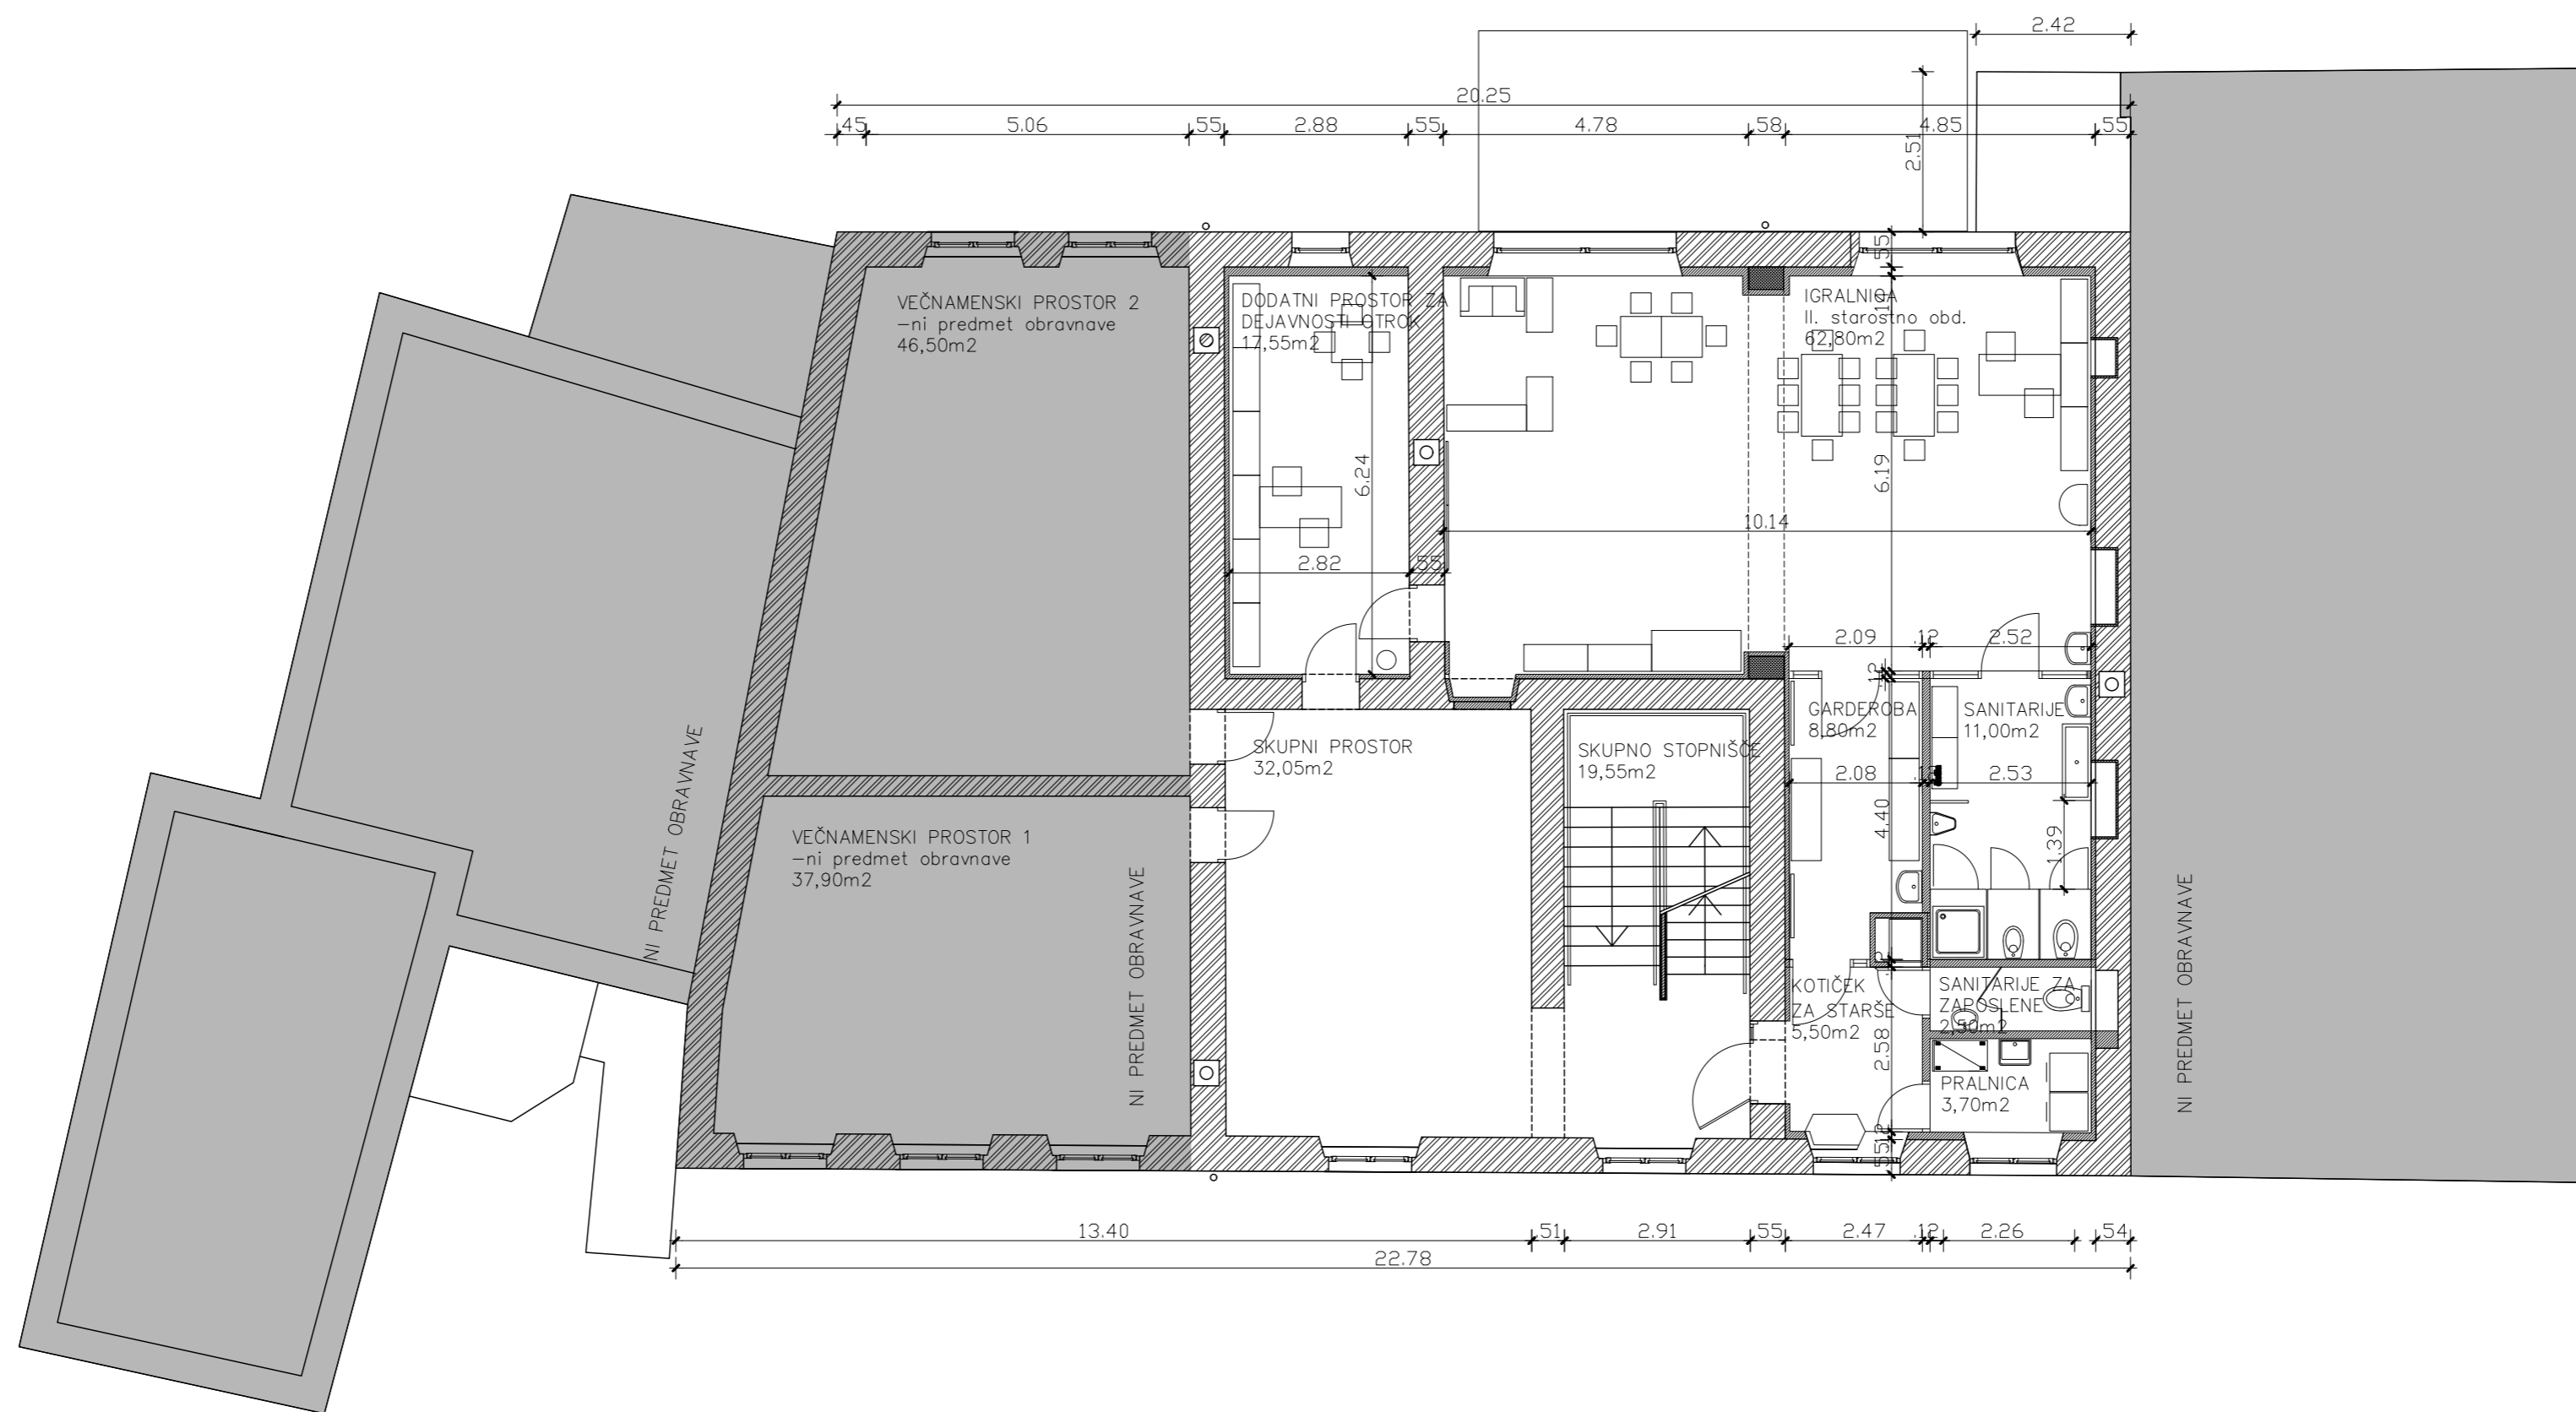 2.42
20.25
.45
5.06
.55
2.88
.55
4.78
.58
4.85
.55
2.51
.55
VEČNAMENSKI PROSTOR 2
-ni predmet obravnave
46,50m2
DODATNI PROSTOR ZA
DEJAVNOSTI OTROK
17,55m2
IGRALNICA
II. starostno obd.
62,80m2
6.24
6.19
10.14
2.82
.55
2.09
.12
2.52
.12
GARDEROBA
8,80m2
SANITARIJE
11,00m2
SKUPNI PROSTOR
32,05m2
SKUPNO STOPNIŠČE
19,55m2
2.08
.12
2.53
4.40
1.39
VEČNAMENSKI PROSTOR 1
-ni predmet obravnave
37,90m2
NI PREDMET OBRAVNAVE
NI PREDMET OBRAVNAVE
NI PREDMET OBRAVNAVE
KOTIČEK
ZA STARŠE
5,50m2
SANITARIJE ZA
ZAPOSLENE
2,50m2
2.58
PRALNICA
3,70m2
13.40
.51
2.91
.55
2.47
.12
2.26
.54
22.78